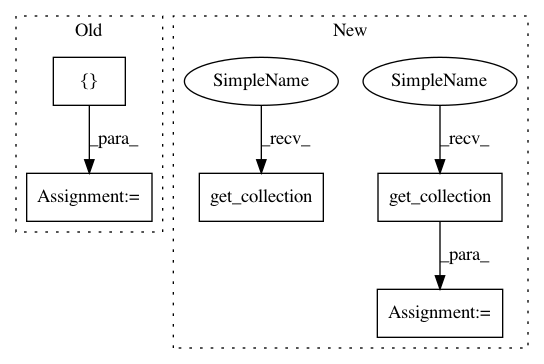 Old
New
{}
SimpleName
SimpleName
_para_
_recv_
_recv_
Assignment:=
get_collection
get_collection
_para_
Assignment:=